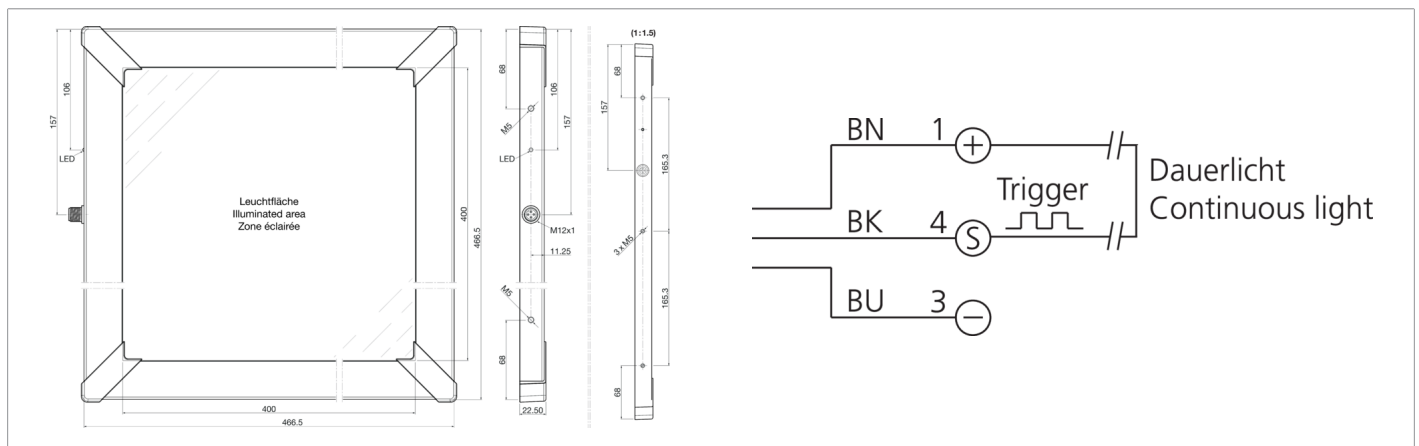 106
157
LED
Leuchtfläche
Illuminated area
Zone éclairée
400
466.5
400
466.5
68
M5
LED
106
157
M12x1
11.25
M5
68
22.50
(1:1.5)
68
157
165.3
3 x M5
165.3
68
BN 1 +
Trigger
BK 4 S
BU 3 −
Dauerlicht
Continuous light